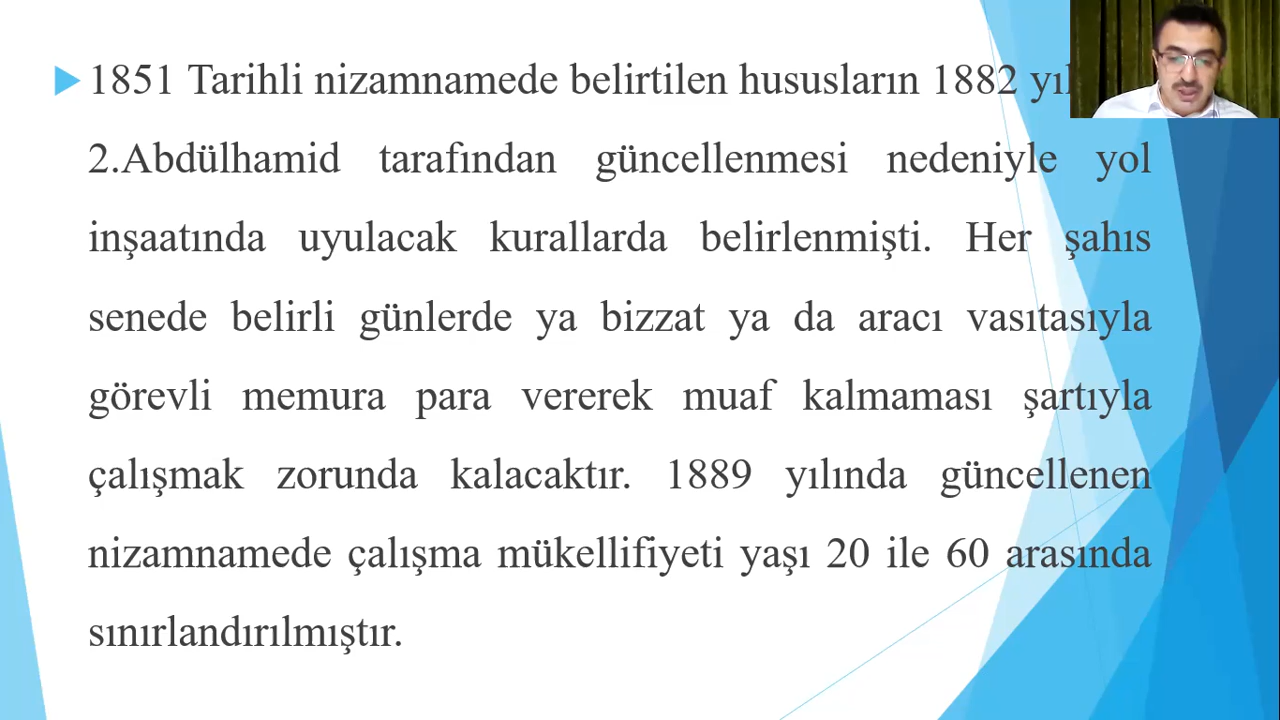 1851 Tarihli nizamnamede belirtilen hususların 1882
2.Abdülhamid tarafından güncellenmesi nedeniyle yol
inşaatında uyulacak kurallarda belirlenmişti. Her şahıs
senede belirli günlerde ya bizzat ya da aracı vasıtasıyla
görevli memura para vererek muaf kalmaması şartıyla
çalışmak zorunda kalacaktır. 1889 yılında güncellenen
nizamnamede çalışma mükellifiyeti yaşı 20 ile 60 arasında
sınırlandırılmıştır.